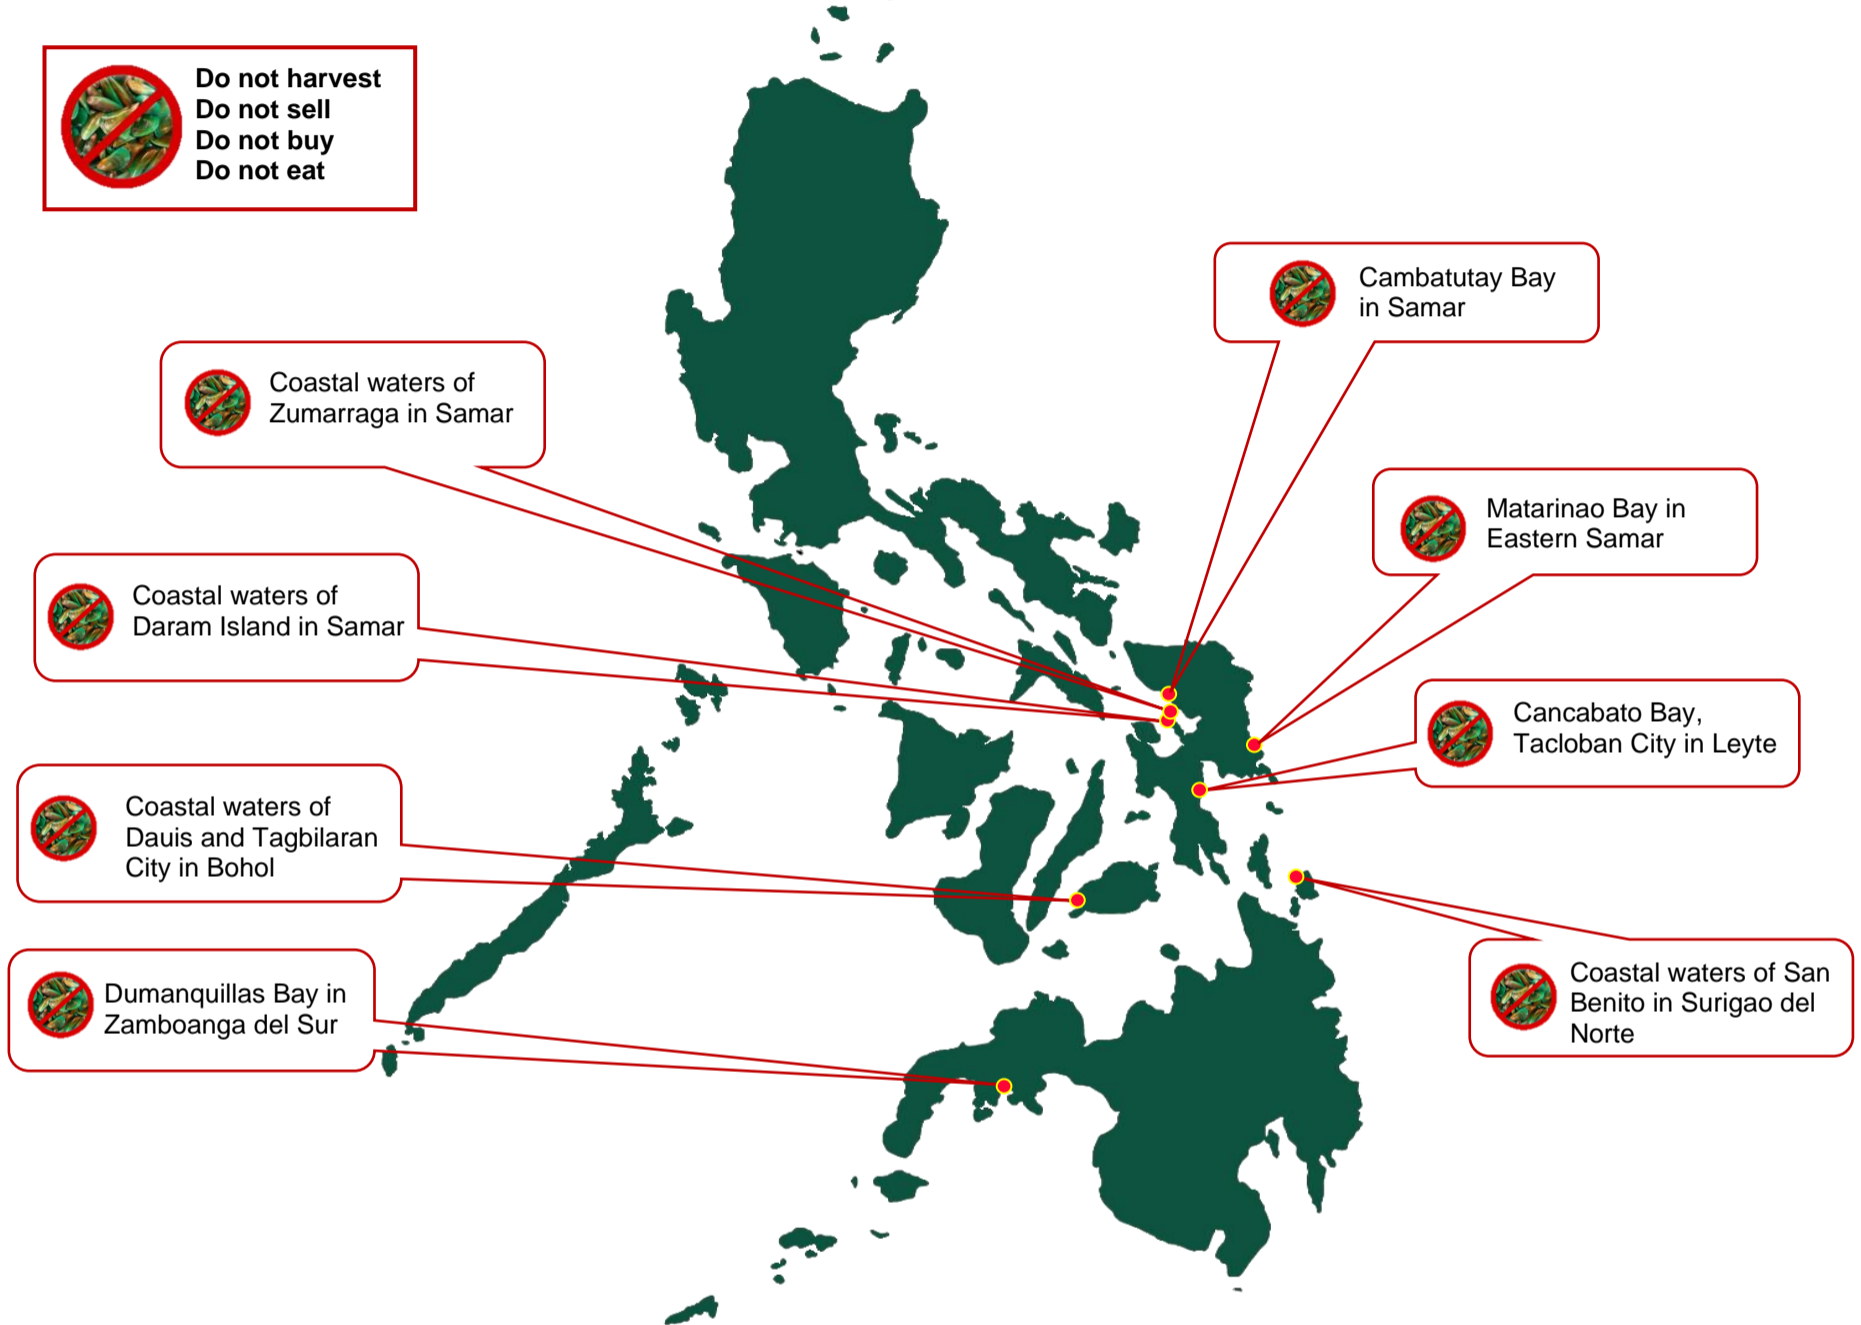 Do not harvest
Do not sell
Do not buy
Do not eat
Cambatutay Bay
in Samar
Coastal waters of
Zumarraga in Samar
Matarinao Bay in
Eastern Samar
Coastal waters of
Daram Island in Samar
Cancabato Bay,
Tacloban City in Leyte
Coastal waters of
Dauis and Tagbilaran
City in Bohol
Dumanquillas Bay in
Zamboanga del Sur
Coastal waters of San
Benito in Surigao del
Norte